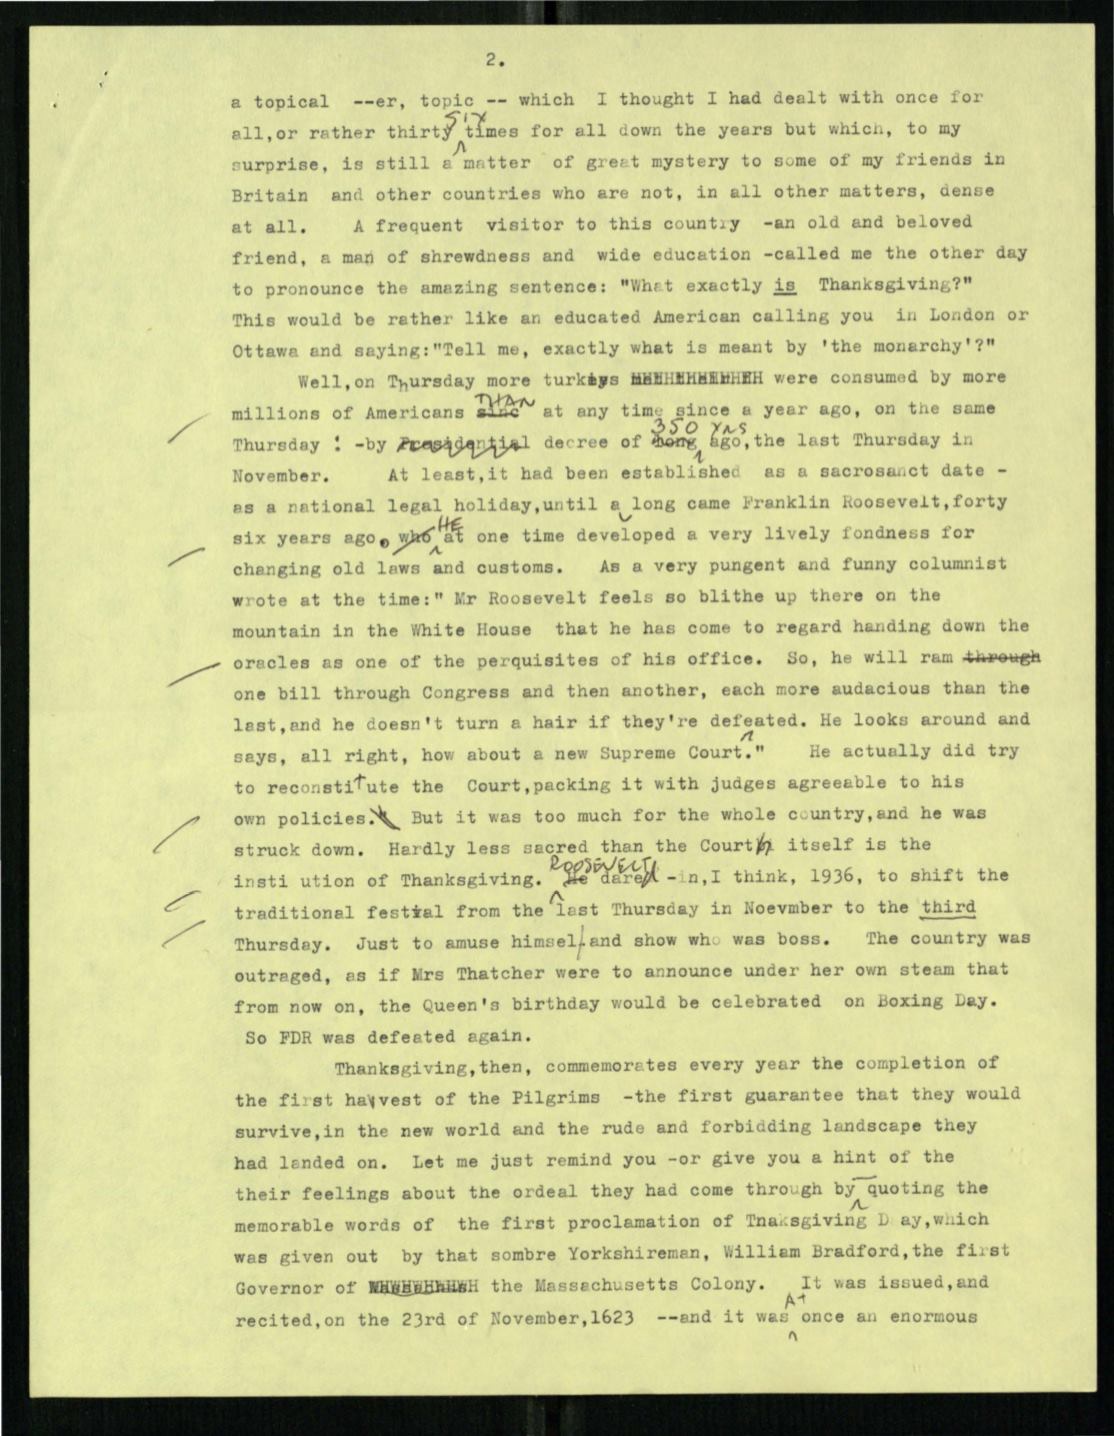 2.
a topical --er, topic -- which I thought I had dealt with once for
all,or rather thirty SIX times for all down the years but which, to my
surprise, is still a matter of great mystery to some of my friends in
Britain and other countries who are not, in all other matters, dense
at all. A frequent visitor to this country -an old and beloved
friend, a man of shrewdness and wide education -called me the other day
to pronounce the amazing sentence: "What exactly is Thanksgiving?"
This would be rather like an educated American calling you in London or
Ottawa and saying:"Tell me, exactly what is meant by 'the monarchy'?"
Well,on Thursday more turkeys were consumed by more
millions of Americans sinc THAN at any time since a year ago, on the same
Thursday : -by Presidential decree of long 350 YRS ago,the last Thursday in
November. At least,it had been established as a sacrosanct date -
as a national legal holiday,until a long came Franklin Roosevelt,forty
six years ago. who HE at one time developed a very lively fondness for
changing old laws and customs. As a very pungent and funny columnist
wrote at the time:" Mr Roosevelt feels so blithe up there on the
mountain in the White House that he has come to regard handing down the
oracles as one of the perquisites of his office. So, he will ram through
one bill through Congress and then another, each more audacious than the
last,and he doesn't turn a hair if they're defeated. He looks around and
says, all right, how about a new Supreme Court." He actually did try
to reconstitute the Court,packing it with judges agreeable to his
own policies." But it was too much for the whole country,and he was
struck down. Hardly less sacred than the Court itself is the
insti ution of Thanksgiving. He ROOSEVELT dared -in,I think, 1936, to shift the
traditional festial from the last Thursday in Noevmber to the third
Thursday. Just to amuse himsel and show who was boss. The country was
outraged, as if Mrs Thatcher were to announce under her own steam that
from now on, the Queen's birthday would be celebrated on Boxing Day.
So FDR was defeated again.
Thanksgiving,then, commemorates every year the completion of
the first harvest of the Pilgrims -the first guarantee that they would
survive,in the new world and the rude and forbidding landscape they
had landed on. Let me just remind you -or give you a hint of the
their feelings about the ordeal they had come through by quoting the
memorable words of the first proclamation of Tnaksgiving D ay,which
was given out by that sombre Yorkshireman, William Bradford,the first
Governor of the Massachusetts Colony. It was issued,and
recited,on the 23rd of November,1623 --and it was AT once an enormous